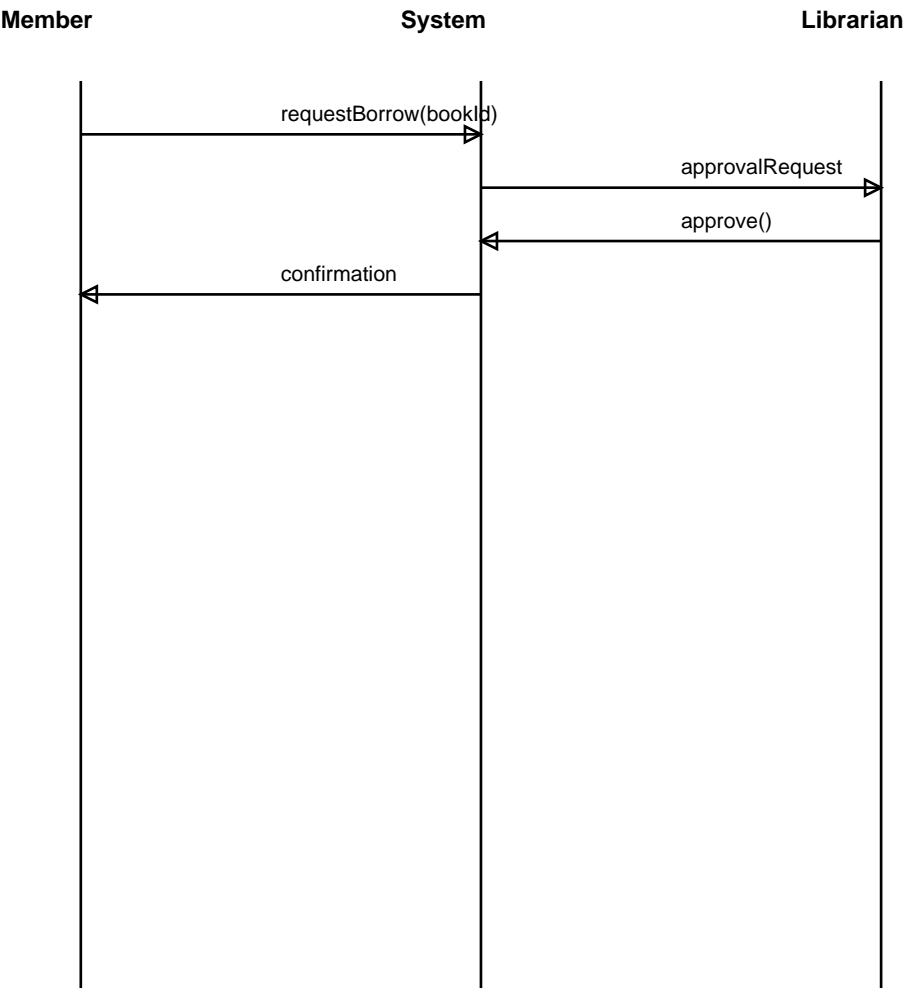 Member System Librarian
requestBorrow(bookId)
approvalRequest
approve()
confirmation